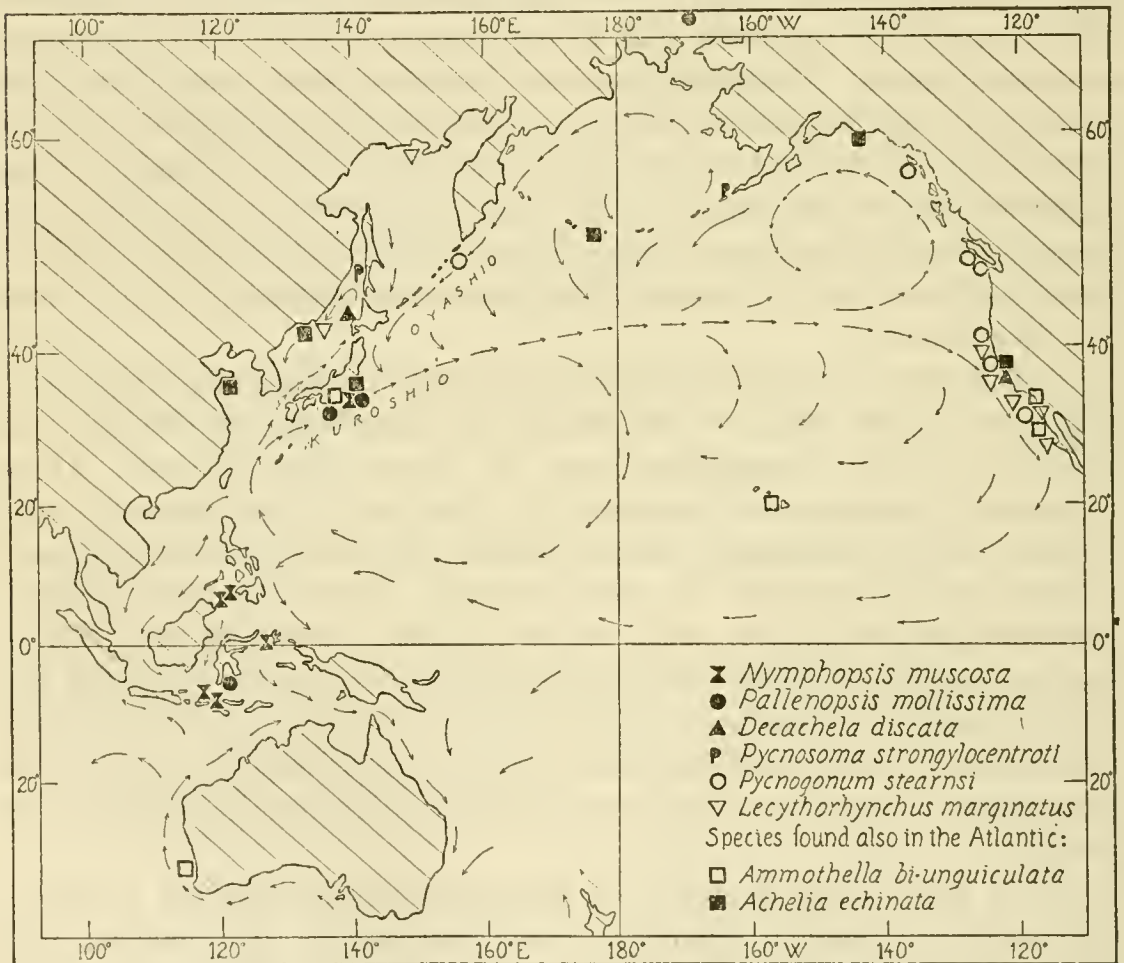 100° 120° 140° 160°E 180° 160°W 140° 120°
60° 60°
40° 40°
20° 20°
0° 0°
20° 20°
OYASHIO
KUROSHIO
Nymphopsis muscosa
Pallenopsis mollissima
Decachela discata
Pycnosoma strongylocentroti
Pycnogonum stearnsi
Lecythorhynchus marginatus
Species found also in the Atlantic:
Ammothella bi-unguiculata
Achelia echinata
100° 120° 140° 160°E 180° 160°W 140° 120°